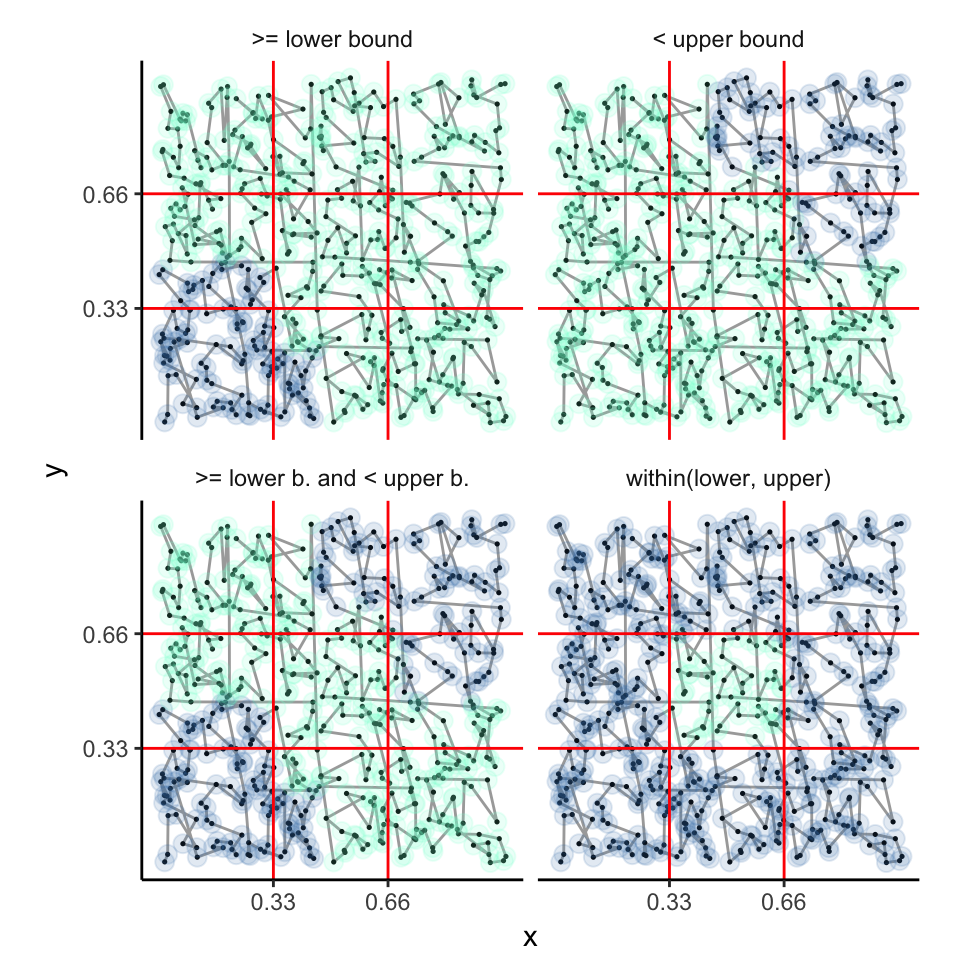 >= lower bound
< upper bound
0.66
0.33
y
>= lower b. and < upper b.
within(lower, upper)
0.66
0.33
0.33
0.66
0.33
0.66
x